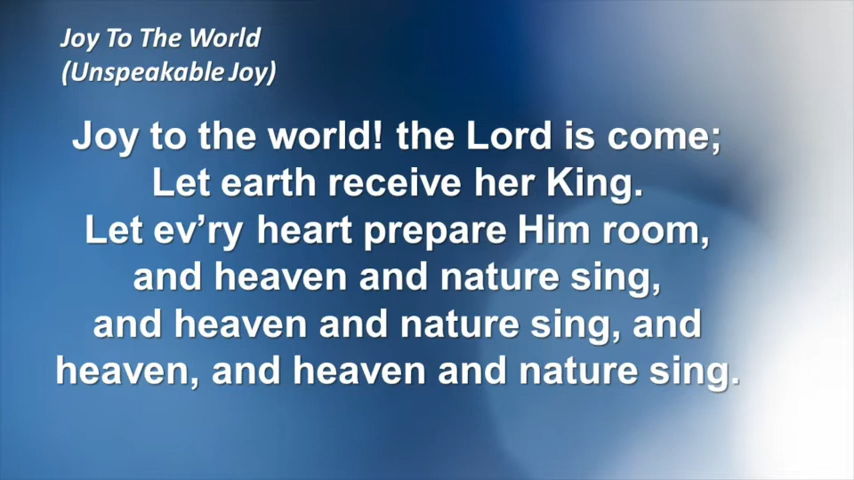 Joy To The World
(Unspeakable Joy)
Joy to the world! the Lord is come;
Let earth receive her King.
Let ev’ry heart prepare Him room,
and heaven and nature sing,
and heaven and nature sing, and
heaven, and heaven and nature sing.